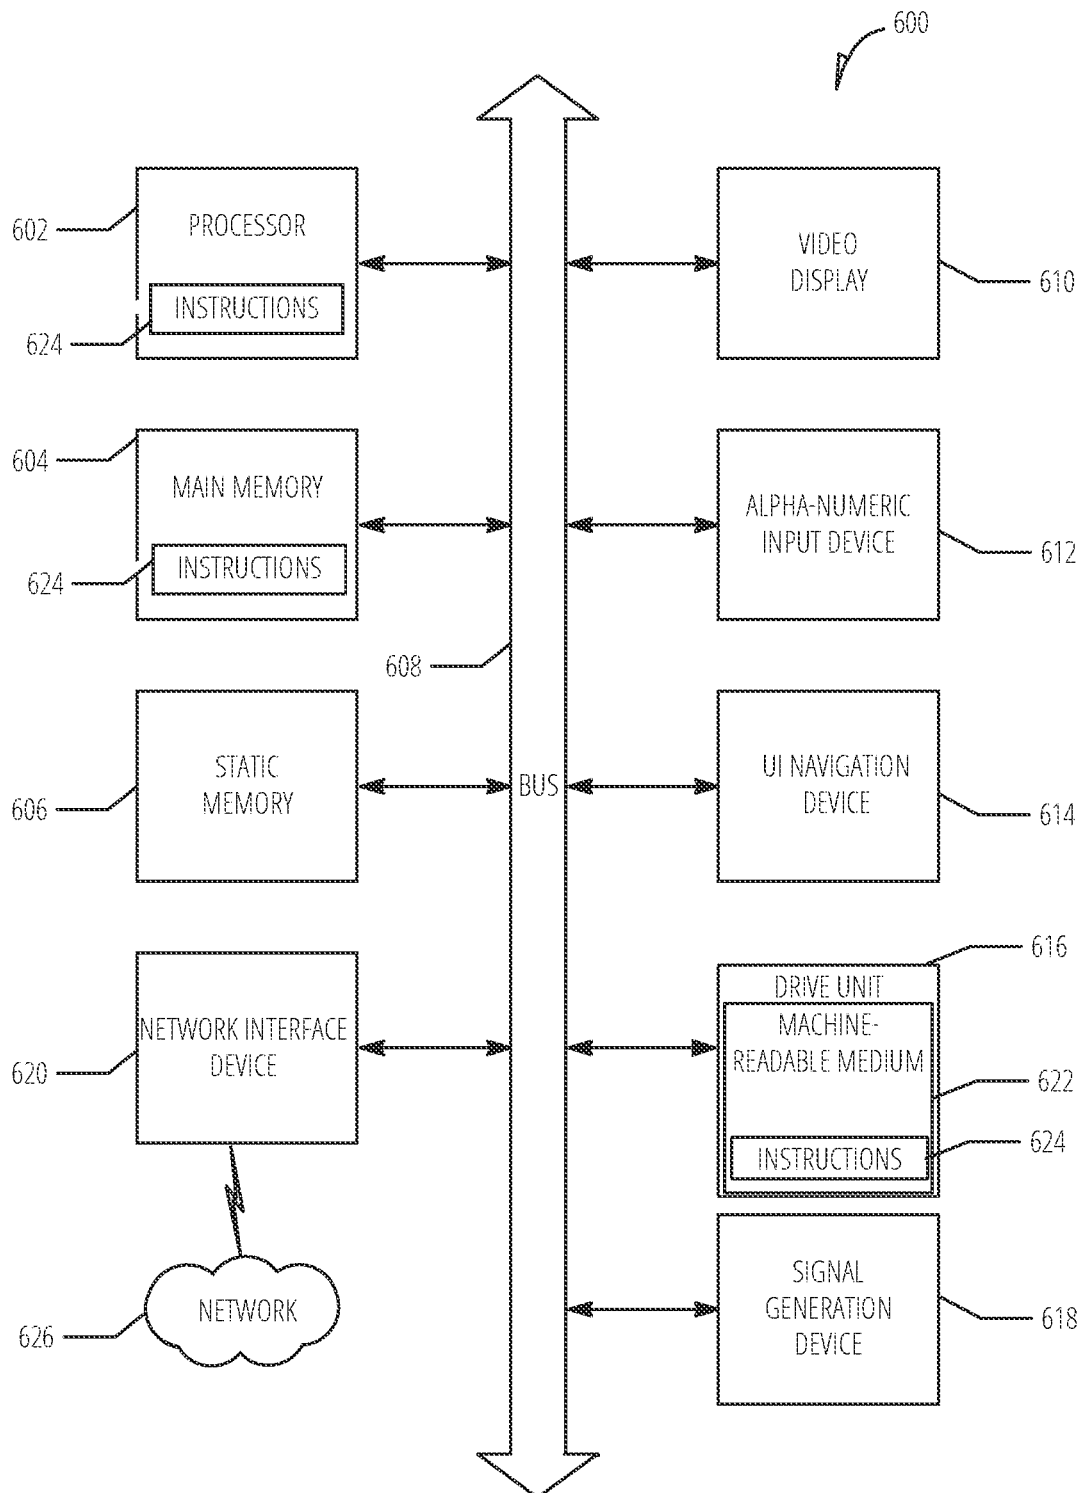 600
602
PROCESSOR
INSTRUCTIONS
624
VIDEO
DISPLAY
610
604
MAIN MEMORY
INSTRUCTIONS
624
ALPHA-NUMERIC
INPUT DEVICE
612
608
STATIC
MEMORY
606
BUS
UI NAVIGATION
DEVICE
614
NETWORK INTERFACE
DEVICE
620
616
DRIVE UNIT
MACHINE-
READABLE MEDIUM
622
INSTRUCTIONS
624
NETWORK
626
SIGNAL
GENERATION
DEVICE
618